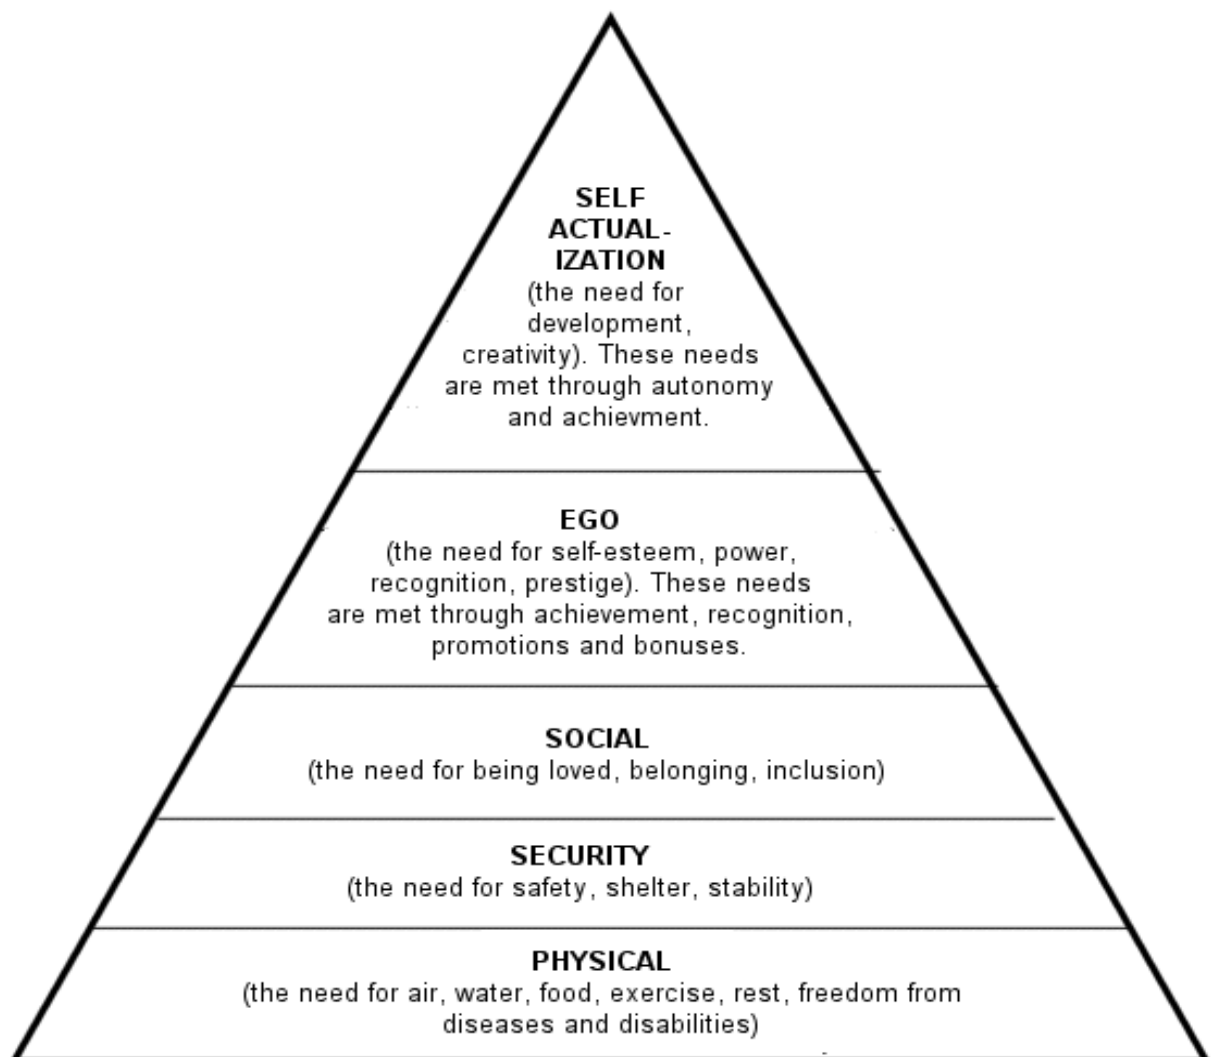 SELF
ACTUAL-
IZATION
(the need for
development,
creativity). These needs
are met through autonomy
and achievment.
EGO
(the need for self-esteem, power,
recognition, prestige). These needs
are met through achievement, recognition,
promotions and bonuses.
SOCIAL
(the need for being loved, belonging, inclusion)
SECURITY
(the need for safety, shelter, stability)
PHYSICAL
(the need for air, water, food, exercise, rest, freedom from
diseases and disabilities)